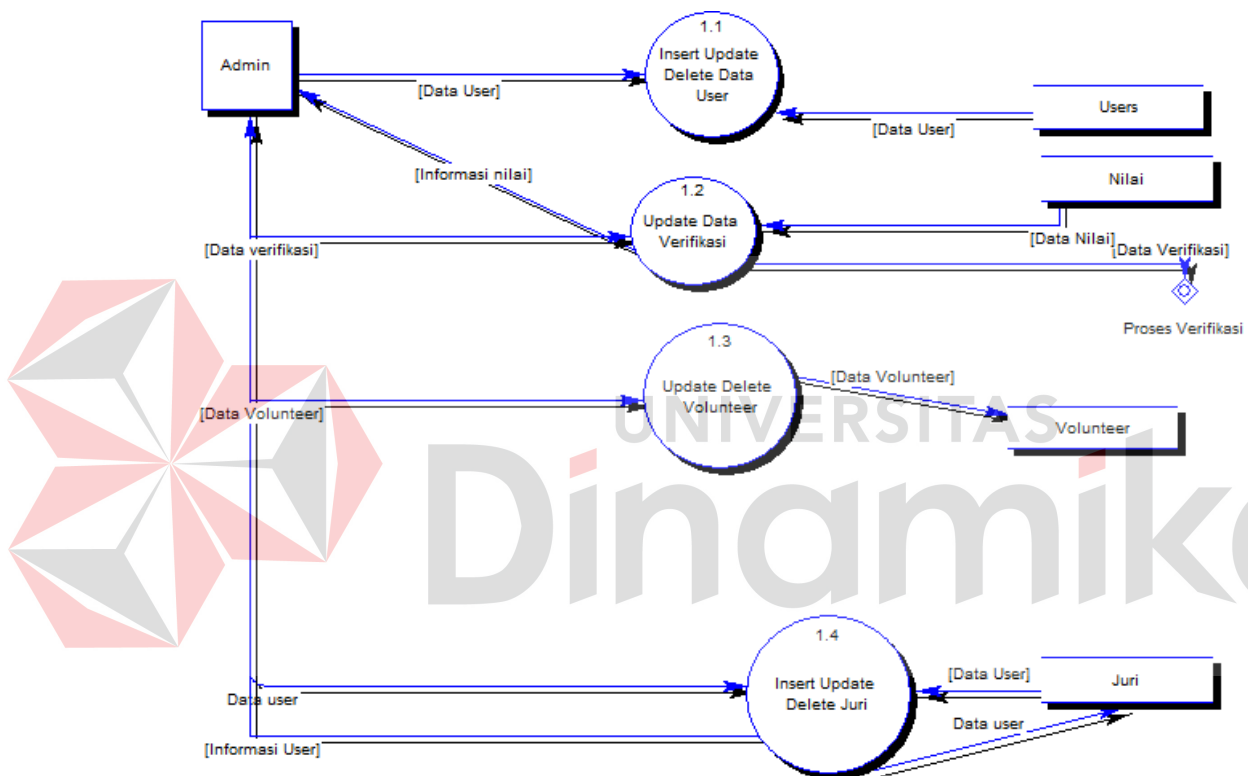 Admin
1.1
Insert Update
Delete Data
User
[Data User]
Users
[Data User]
Nilai
[Informasi nilai]
1.2
Update Data
Verifikasi
[Data verifikasi]
[Data Nilai]
[Data Verifikasi]
Proses Verifikasi
1.3
Update Delete
Volunteer
[Data Volunteer]
[Data Volunteer]
Volunteer
UNIVERSITAS
Dinamika
1.4
Insert Update
Delete Juri
[Data User]
Juri
Data user
Data user
[Informasi User]